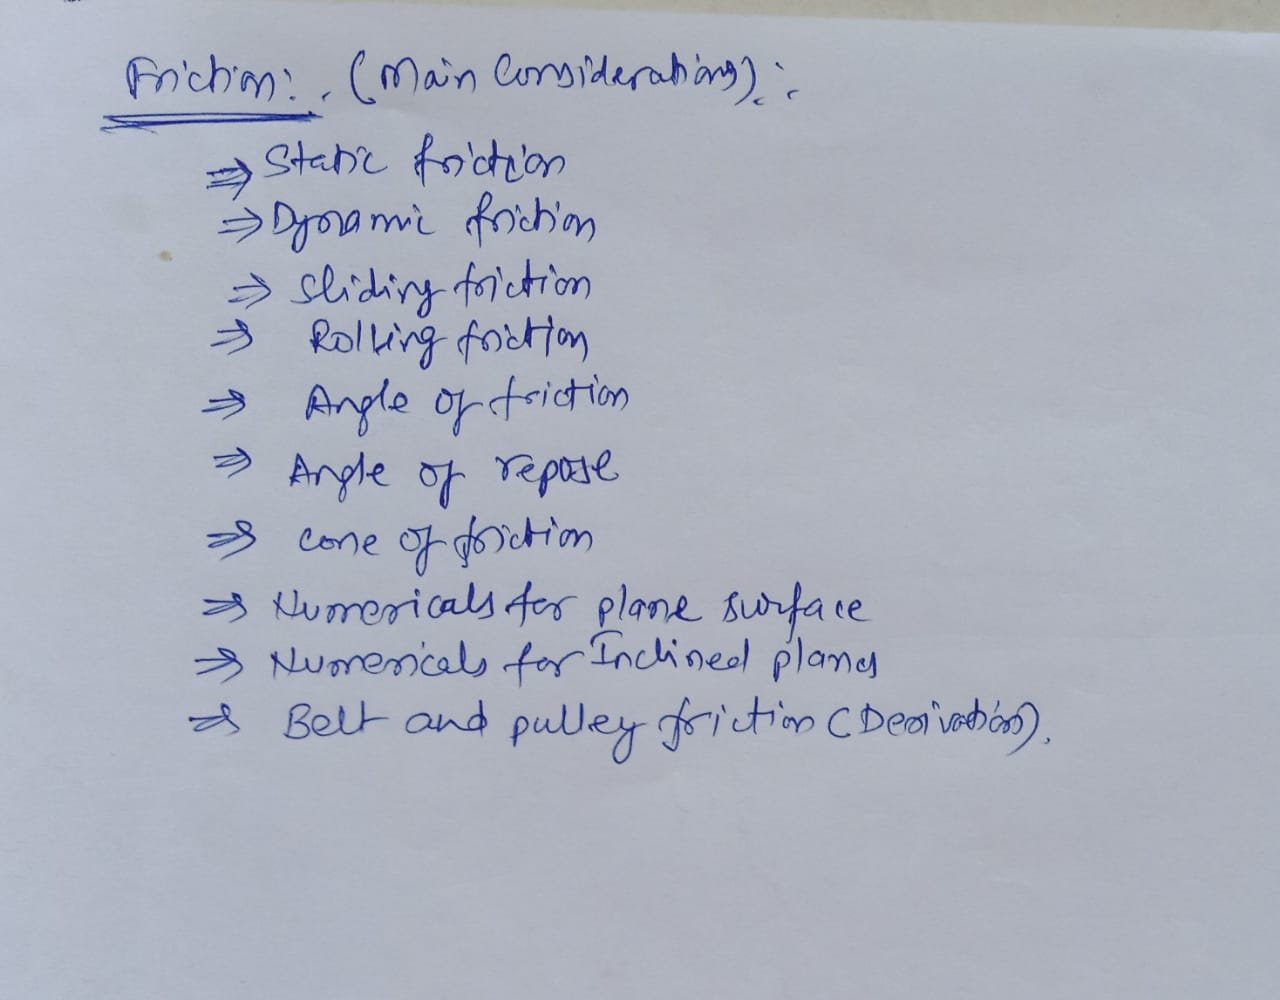 Friction:. (Main Considerations):
⇒ Static friction
⇒ Dynamic friction
⇒ Sliding friction
⇒ Rolling friction
⇒ Angle of friction
⇒ Angle of repose
⇒ Cone of friction
⇒ Numericals for plane surface
⇒ Numericals for Inclined planes
⇒ Belt and pulley friction (Derivation).